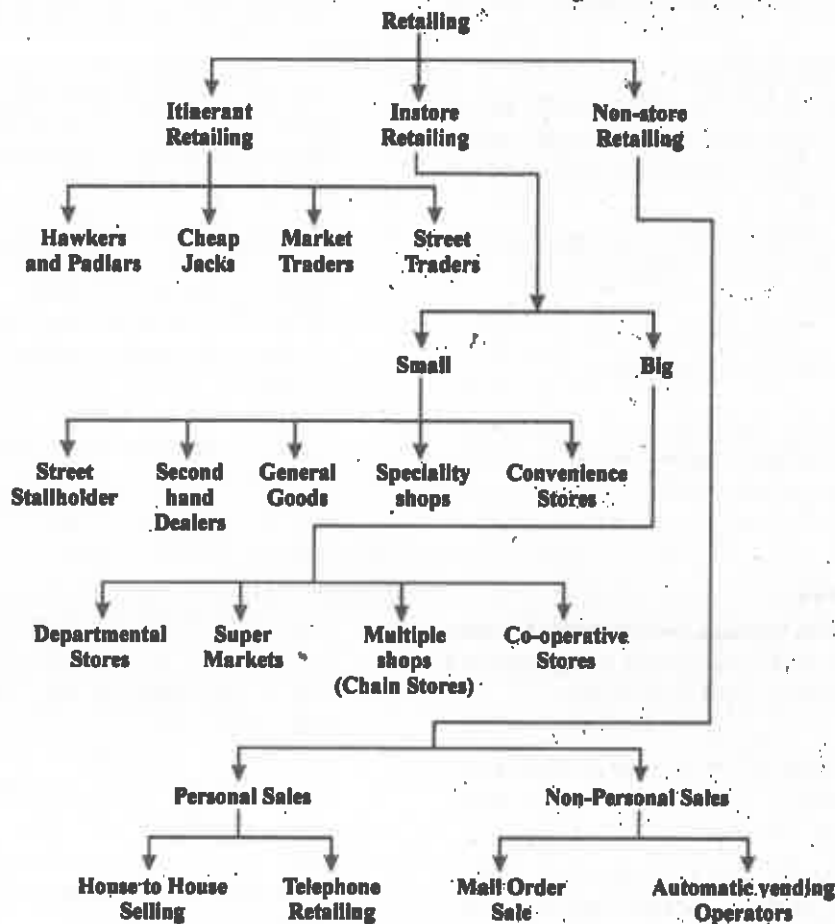 Retailing
Itinerant
Retailing
Instore
Retailing
Non-store
Retailing
Hawkers
and Padlars
Cheap
Jacks
Market
Traders
Street
Traders
Small
Big
Street
Stallholder
Second
hand
Dealers
General
Goods
Speciality
shops
Convenience
Stores
Departmental
Stores
Super
Markets
Multiple
shops
(Chain Stores)
Co-operative
Stores
Personal Sales
Non-Personal Sales
House to House
Selling
Telephone
Retailing
Mail Order
Sale
Automatic vending
Operators